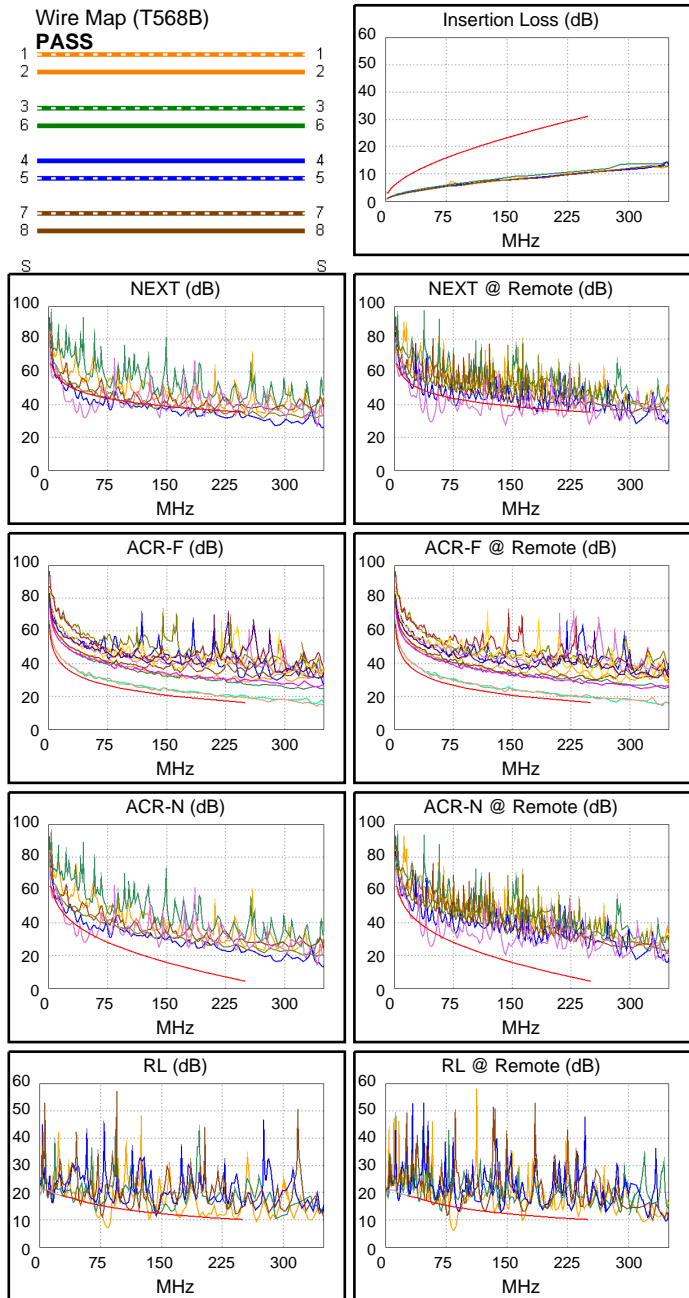 Wire Map (T568B)
PASS
1 1
2 2
3 3
6 6
4 4
5 5
7 7
8 8
S S
Insertion Loss (dB)
60
50
40
30
20
10
0
0 75 150 225 300
MHz
NEXT (dB)
100
80
60
40
20
0
0 75 150 225 300
MHz
NEXT @ Remote (dB)
100
80
60
40
20
0
0 75 150 225 300
MHz
ACR-F (dB)
100
80
60
40
20
0
0 75 150 225 300
MHz
ACR-F @ Remote (dB)
100
80
60
40
20
0
0 75 150 225 300
MHz
ACR-N (dB)
100
80
60
40
20
0
0 75 150 225 300
MHz
ACR-N @ Remote (dB)
100
80
60
40
20
0
0 75 150 225 300
MHz
RL (dB)
60
50
40
30
20
10
0
0 75 150 225 300
MHz
RL @ Remote (dB)
60
50
40
30
20
10
0
0 75 150 225 300
MHz